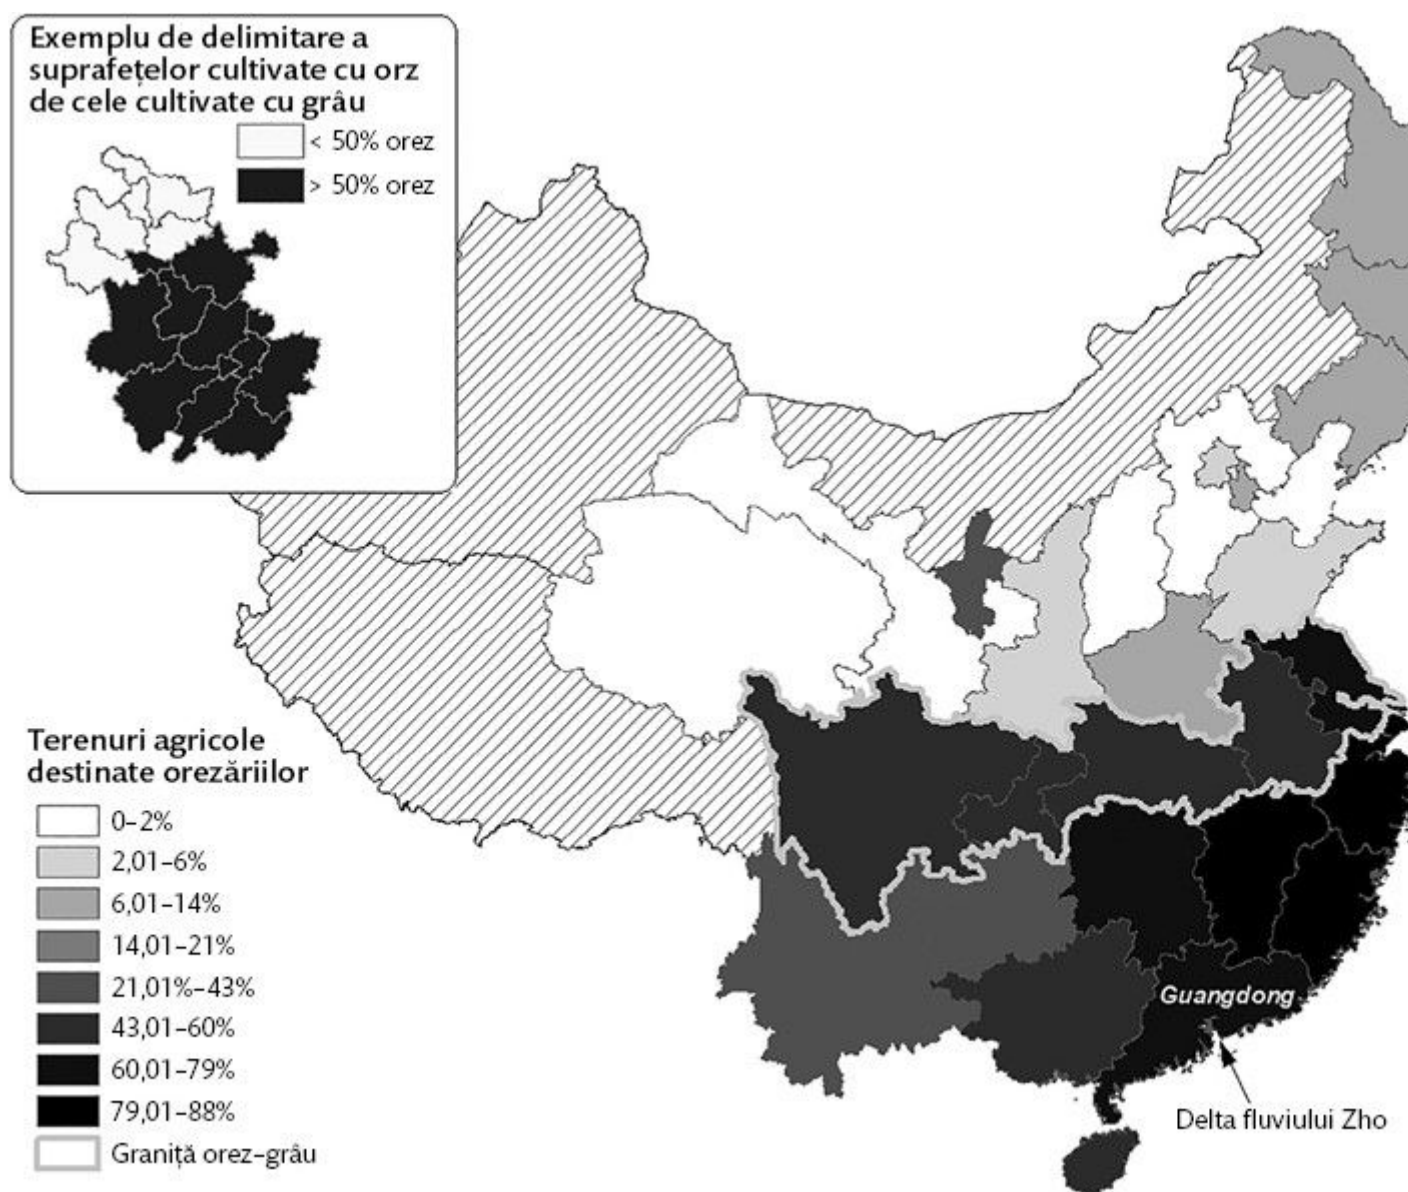 Exemplu de delimitare a
suprafețelor cultivate cu orz
de cele cultivate cu grâu
< 50% orez
> 50% orez
Terenuri agricole
destinate orezăriilor
0–2%
2,01–6%
6,01–14%
14,01–21%
21,01%–43%
43,01–60%
60,01–79%
79,01–88%
Graniță orez–grâu
Guangdong
Delta fluviului Zho